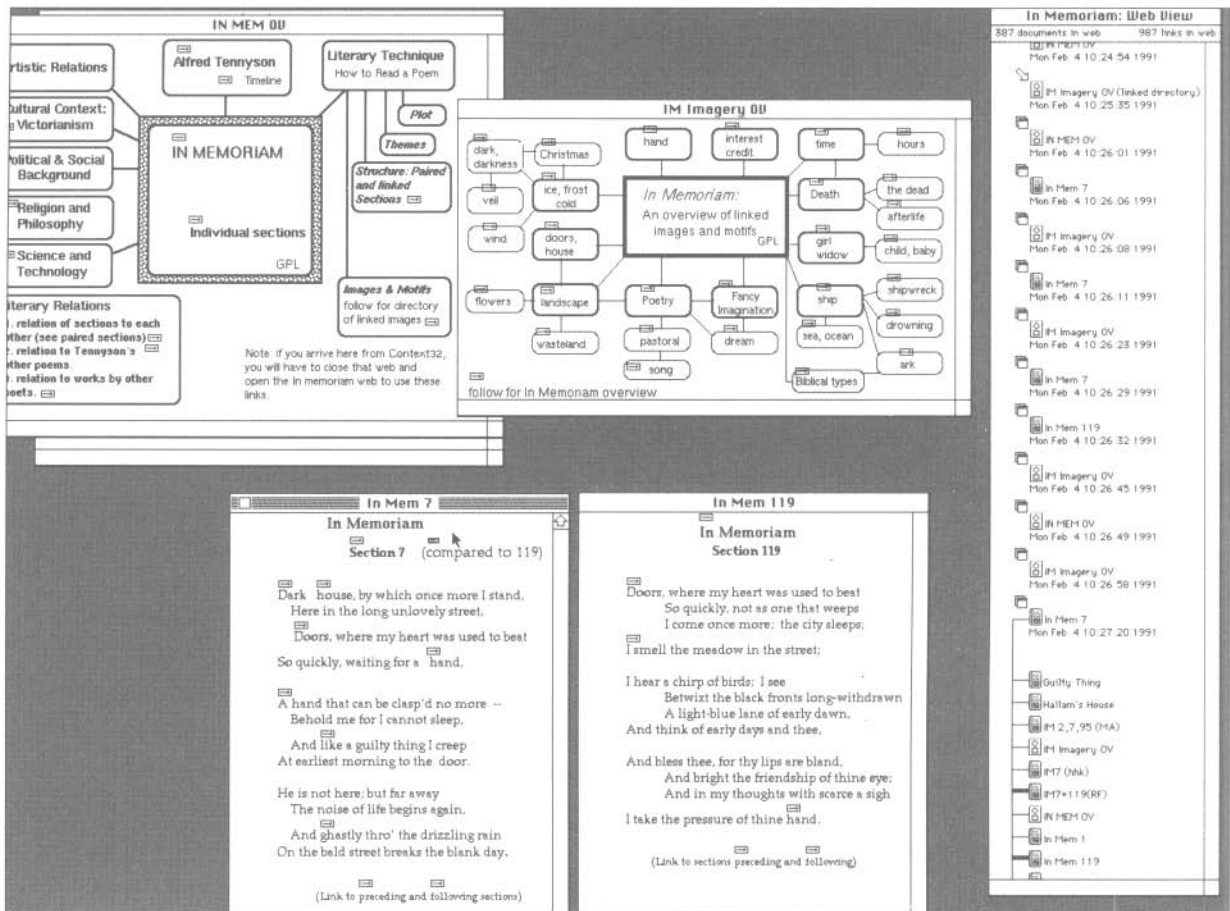 IN MEM OV
Artistic Relations
Cultural Context:
Victorianism
Political & Social
Background
Religion and
Philosophy
Science and
Technology
Literary Relations
1. relation of sections to each
other (see paired sections)
relation to Tennyson's
other poems.
relation to works by other
poets.
Alfred Tennyson
Timeline
IN MEMORIAM
Individual sections
GPL
Literary Technique
How to Read a Poem
Plot
Themes
Structure: Paired
and linked
Sections
Images & Motifs
follow for directory
of linked images
Note: if you arrive here from Context32,
you will have to close that web and
open the In memoriam web to use these
links.
IM Imagery OV
dark,
darkness
Christmas
veil
wind
ice, frost
cold
doors,
house
flowers
landscape
wasteland
hand
interest
credit
time
hours
In Memoriam:
An overview of linked
images and motifs
GPL
Death
the dead
afterlife
girl
widow
child, baby
Poetry
pastoral
song
Fancy
Imagination
dream
ship
shipwreck
drowning
sea, ocean
ark
Biblical types
follow for In Memoriam overview
In Memoriam: Web View
387 documents in web 987 links in web
IN MEM OV
Mon Feb 4 10:24:54 1991
IM Imagery OV (linked directory)
Mon Feb 4 10:25:35 1991
IN MEM OV
Mon Feb 4 10:26:01 1991
In Mem 7
Mon Feb 4 10:26:06 1991
IM Imagery OV
Mon Feb 4 10:26:08 1991
In Mem 7
Mon Feb 4 10:26:11 1991
IM Imagery OV
Mon Feb 4 10:26:23 1991
In Mem 7
Mon Feb 4 10:26:29 1991
In Mem 119
Mon Feb 4 10:26:32 1991
IM Imagery OV
Mon Feb 4 10:26:45 1991
IN MEM OV
Mon Feb 4 10:26:49 1991
IM Imagery OV
Mon Feb 4 10:26:58 1991
In Mem 7
Mon Feb 4 10:27:20 1991
Guilty Thing
Hallam's House
IM 2,7,95 (MA)
IM Imagery OV
IM7 (hhk)
IM7+119(RF)
IN MEM OV
In Mem 1
In Mem 119
In Mem 7
In Memoriam
Section 7 (compared to 119)
Dark house, by which once more I stand,
Here in the long unlovely street,
Doors, where my heart was used to beat
So quickly, waiting for a hand,
A hand that can be clasp'd no more --
Behold me for I cannot sleep,
And like a guilty thing I creep
At earliest morning to the door.
He is not here; but far away
The noise of life begins again,
And ghastly thro' the drizzling rain
On the bald street breaks the blank day.
(Link to preceding and following sections)
In Mem 119
In Memoriam
Section 119
Doors, where my heart was used to beat
So quickly, not as one that weeps
I come once more; the city sleeps;
I smell the meadow in the street;
I hear a chirp of birds; I see
Betwixt the black fronts long-withdrawn
A light-blue lane of early dawn,
And think of early days and thee,
And bless thee, for thy lips are bland,
And bright the friendship of thine eye;
And in my thoughts with scarce a sigh
I take the pressure of thine hand.
(Link to sections preceding and following)